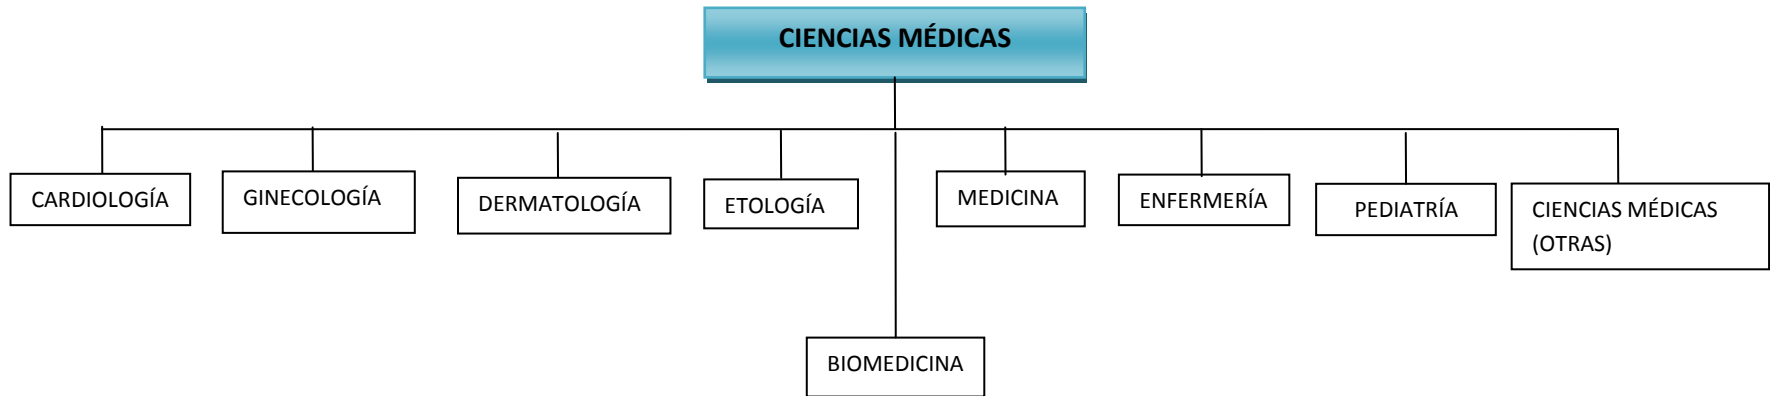 CIENCIAS MÉDICAS
CARDIOLOGÍA
GINECOLOGÍA
DERMATOLOGÍA
ETOLOGÍA
MEDICINA
ENFERMERÍA
PEDIATRÍA
CIENCIAS MÉDICAS
(OTRAS)
BIOMEDICINA